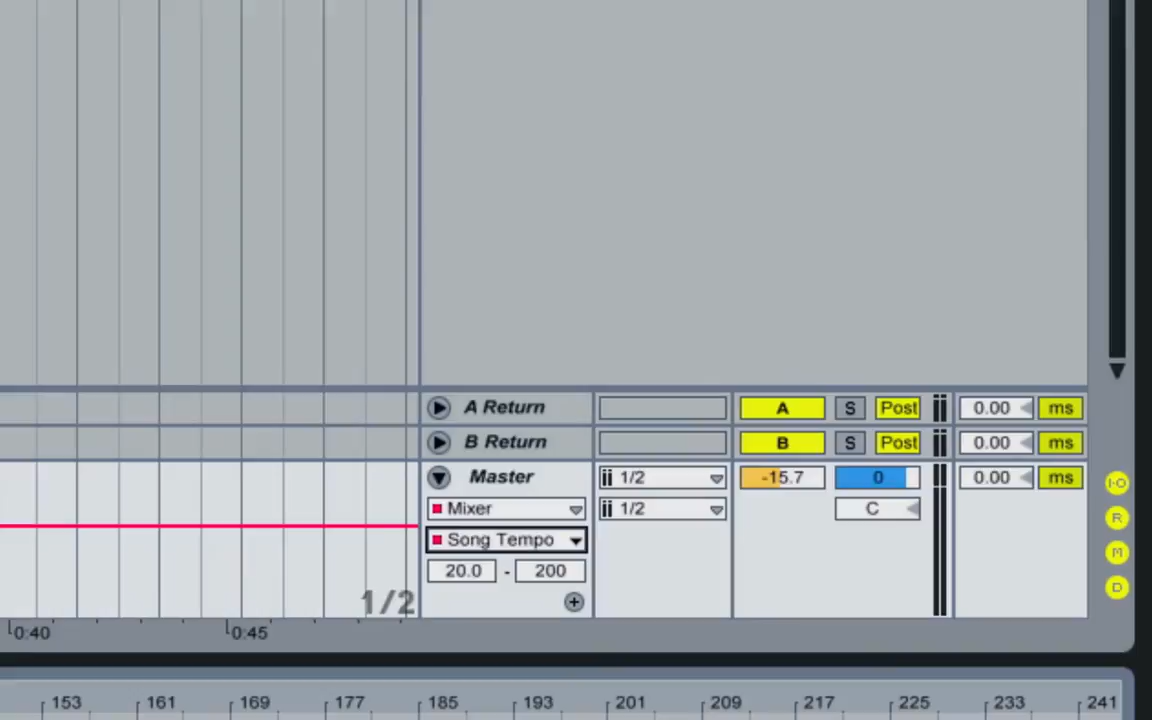 A Return A S Post 0.00 ms
B Return B S Post 0.00 ms
Master ii 1/2 -15.7 0 0.00 ms
Mixer ii 1/2 C
Song Tempo
20.0 - 200
1/2
I·O
R
M
D
0:40 0:45
153 161 169 177 185 193 201 209 217 225 233 241